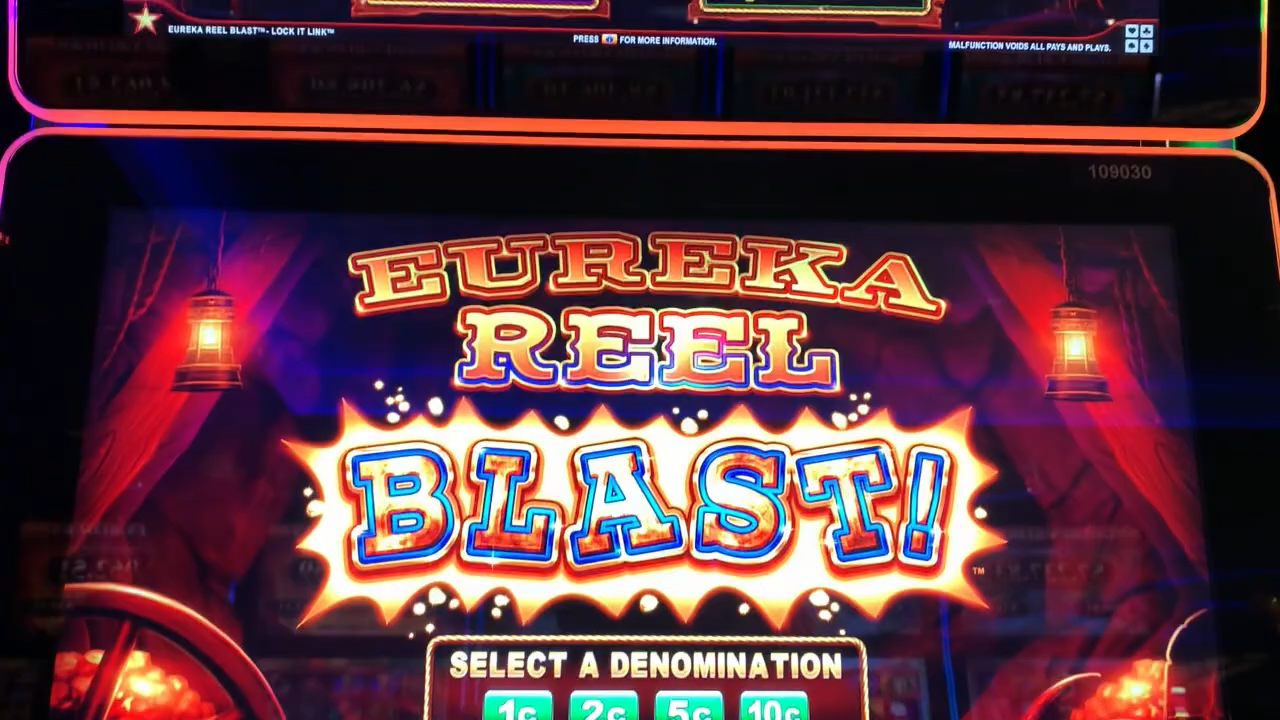 EUREKA REEL BLAST™ - LOCK IT LINK™
PRESS FOR MORE INFORMATION.
MALFUNCTION VOIDS ALL PAYS AND PLAYS.
109030
EUREKA
REEL
BLAST!
™
SELECT A DENOMINATION
1¢ 2¢ 5¢ 10¢